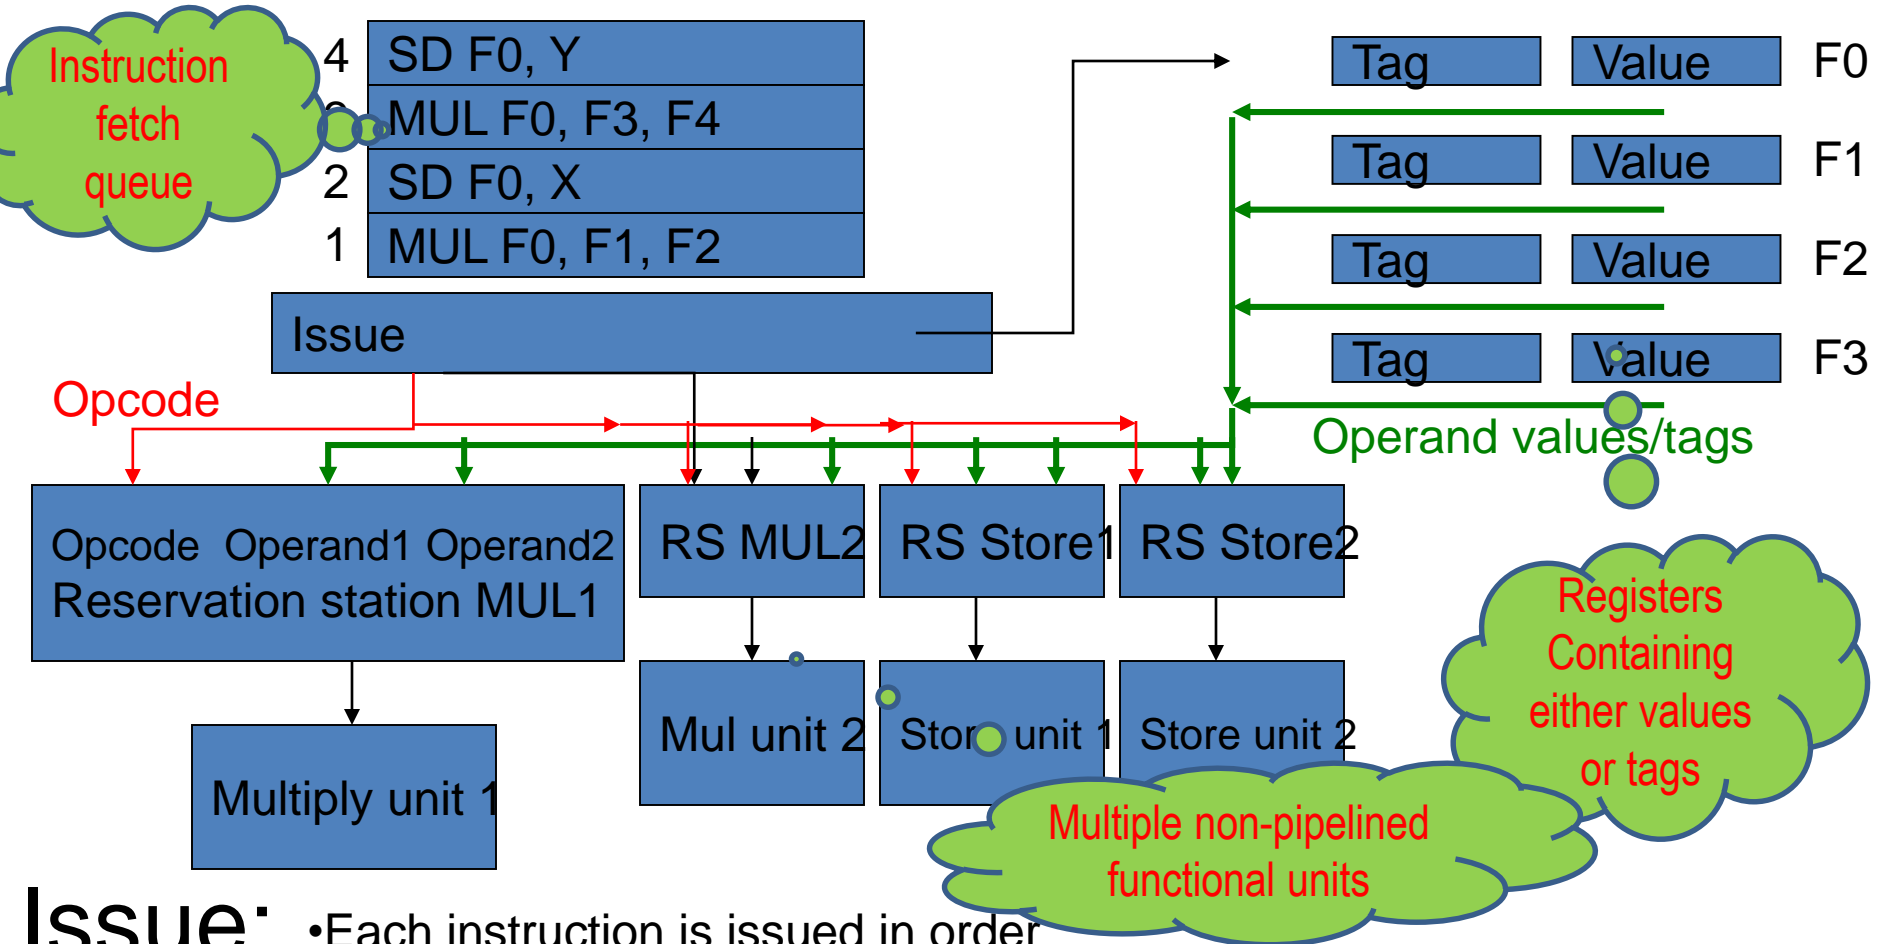 Instruction
fetch
queue
4 SD F0, Y
MUL F0, F3, F4
2 SD F0, X
1 MUL F0, F1, F2
Issue
Tag Value F0
Tag Value F1
Tag Value F2
Tag Value F3
Opcode
Operand values/tags
Opcode Operand1 Operand2
Reservation station MUL1
RS MUL2
RS Store1
RS Store2
Multiply unit 1
Mul unit 2
Store unit 1
Store unit 2
Registers
Containing
either values
or tags
Multiple non-pipelined
functional units
Issue:
•Each instruction is issued in order